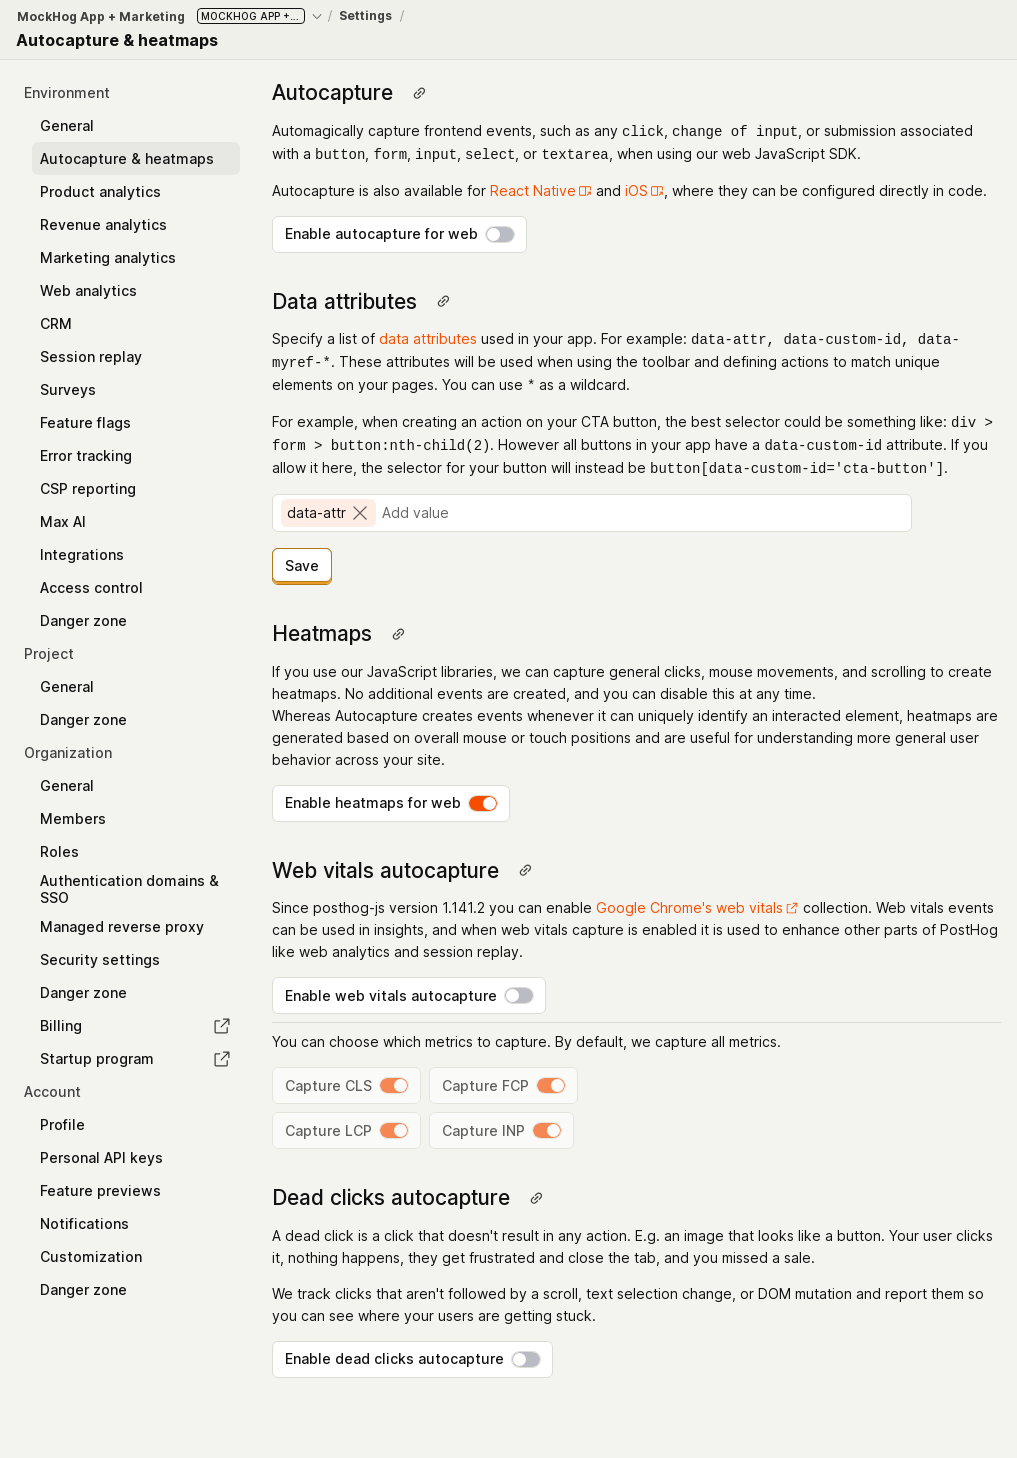 MockHog App + Marketing MOCKHOG APP +... / Settings /
Autocapture & heatmaps
Environment
General
Autocapture & heatmaps
Product analytics
Revenue analytics
Marketing analytics
Web analytics
CRM
Session replay
Surveys
Feature flags
Error tracking
CSP reporting
Max AI
Integrations
Access control
Danger zone
Project
General
Danger zone
Organization
General
Members
Roles
Authentication domains &
SSO
Managed reverse proxy
Security settings
Danger zone
Billing
Startup program
Account
Profile
Personal API keys
Feature previews
Notifications
Customization
Danger zone
Autocapture
Automagically capture frontend events, such as any click, change of input, or submission associated
with a button, form, input, select, or textarea, when using our web JavaScript SDK.
Autocapture is also available for React Native and iOS, where they can be configured directly in code.
Enable autocapture for web
Data attributes
Specify a list of data attributes used in your app. For example: data-attr, data-custom-id, data-
myref-*. These attributes will be used when using the toolbar and defining actions to match unique
elements on your pages. You can use * as a wildcard.
For example, when creating an action on your CTA button, the best selector could be something like: div >
form > button:nth-child(2). However all buttons in your app have a data-custom-id attribute. If you
allow it here, the selector for your button will instead be button[data-custom-id='cta-button'].
data-attr Add value
Save
Heatmaps
If you use our JavaScript libraries, we can capture general clicks, mouse movements, and scrolling to create
heatmaps. No additional events are created, and you can disable this at any time.
Whereas Autocapture creates events whenever it can uniquely identify an interacted element, heatmaps are
generated based on overall mouse or touch positions and are useful for understanding more general user
behavior across your site.
Enable heatmaps for web
Web vitals autocapture
Since posthog-js version 1.141.2 you can enable Google Chrome's web vitals collection. Web vitals events
can be used in insights, and when web vitals capture is enabled it is used to enhance other parts of PostHog
like web analytics and session replay.
Enable web vitals autocapture
You can choose which metrics to capture. By default, we capture all metrics.
Capture CLS Capture FCP
Capture LCP Capture INP
Dead clicks autocapture
A dead click is a click that doesn't result in any action. E.g. an image that looks like a button. Your user clicks
it, nothing happens, they get frustrated and close the tab, and you missed a sale.
We track clicks that aren't followed by a scroll, text selection change, or DOM mutation and report them so
you can see where your users are getting stuck.
Enable dead clicks autocapture